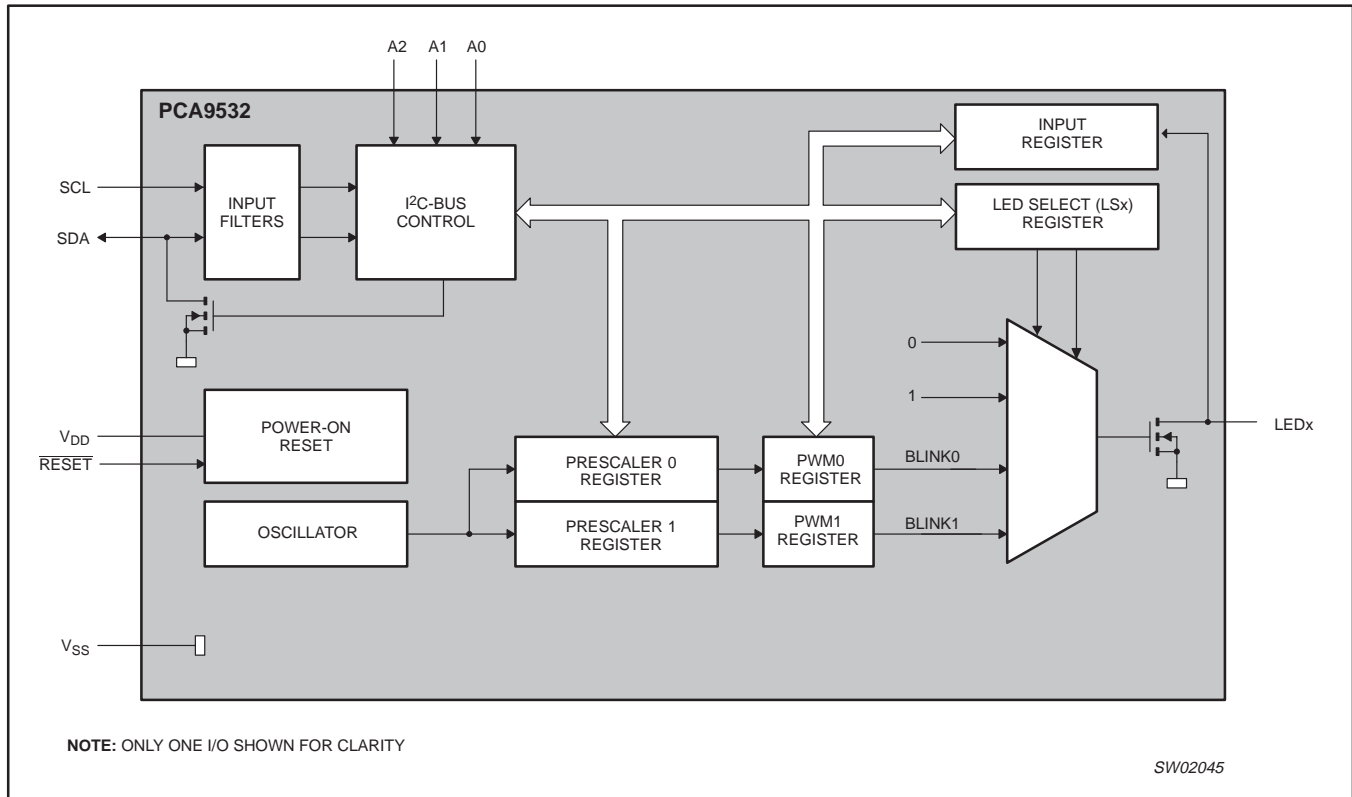 A2 A1 A0
PCA9532
INPUT
REGISTER
SCL
INPUT
FILTERS
I²C-BUS
CONTROL
LED SELECT (LSx)
REGISTER
SDA
0
1
POWER-ON
RESET
VDD
RESET
LEDx
PRESCALER 0
REGISTER
PWM0
REGISTER
BLINK0
OSCILLATOR
PRESCALER 1
REGISTER
PWM1
REGISTER
BLINK1
VSS
NOTE: ONLY ONE I/O SHOWN FOR CLARITY
SW02045